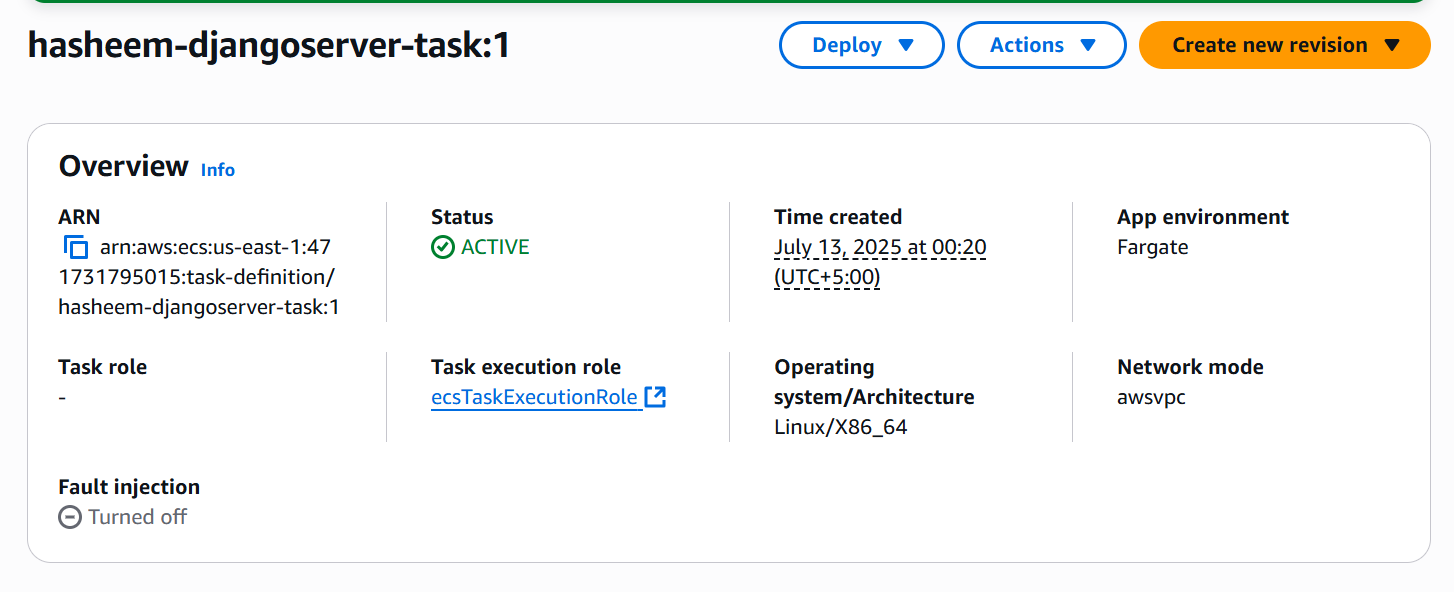 hasheem-djangoserver-task:1
Deploy
Actions
Create new revision
Overview Info
ARN
arn:aws:ecs:us-east-1:47
1731795015:task-definition/
hasheem-djangoserver-task:1
Status
ACTIVE
Time created
July 13, 2025 at 00:20
(UTC+5:00)
App environment
Fargate
Task role
-
Task execution role
ecsTaskExecutionRole
Operating
system/Architecture
Linux/X86_64
Network mode
awsvpc
Fault injection
Turned off